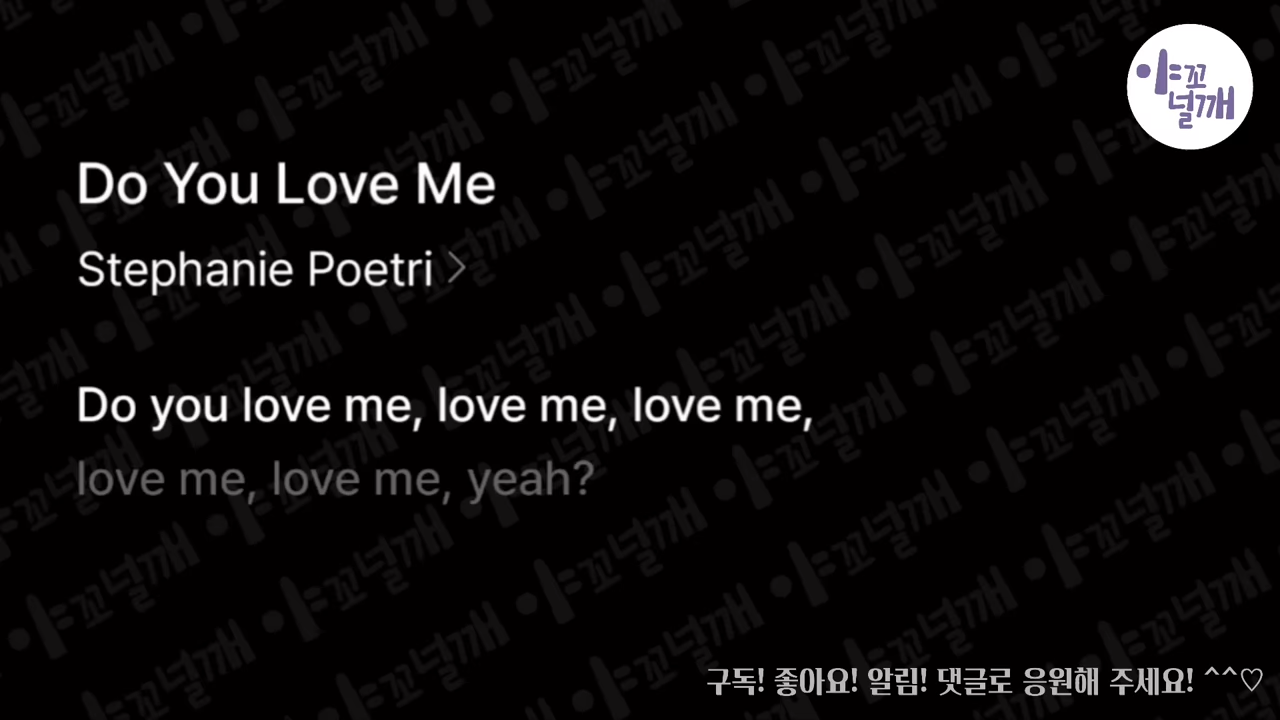 야꼬
널깨
Do You Love Me
Stephanie Poetri >
Do you love me, love me, love me,
love me, love me, yeah?
구독! 좋아요! 알림! 댓글로 응원해 주세요! ^^♡